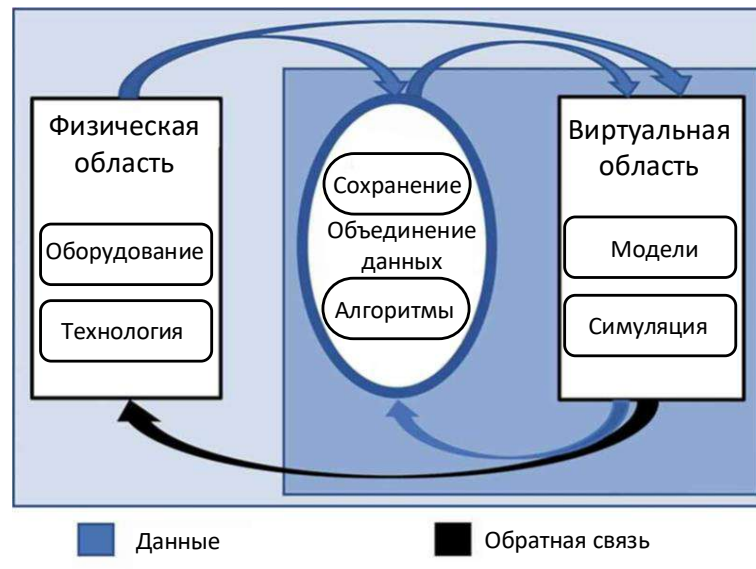 Физическая
область
Оборудование
Технология
Сохранение
Объединение
данных
Алгоритмы
Виртуальная
область
Модели
Симуляция
Данные
Обратная связь